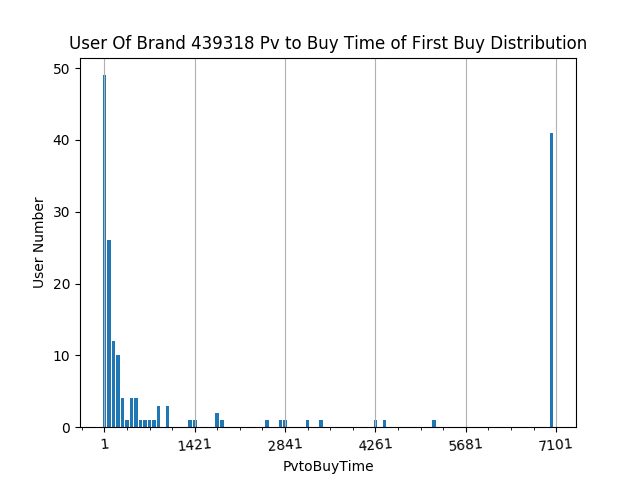 User Of Brand 439318 Pv to Buy Time of First Buy Distribution
50
40
30
20
10
0
User Number
1 1421 2841 4261 5681 7101
PvtoBuyTime